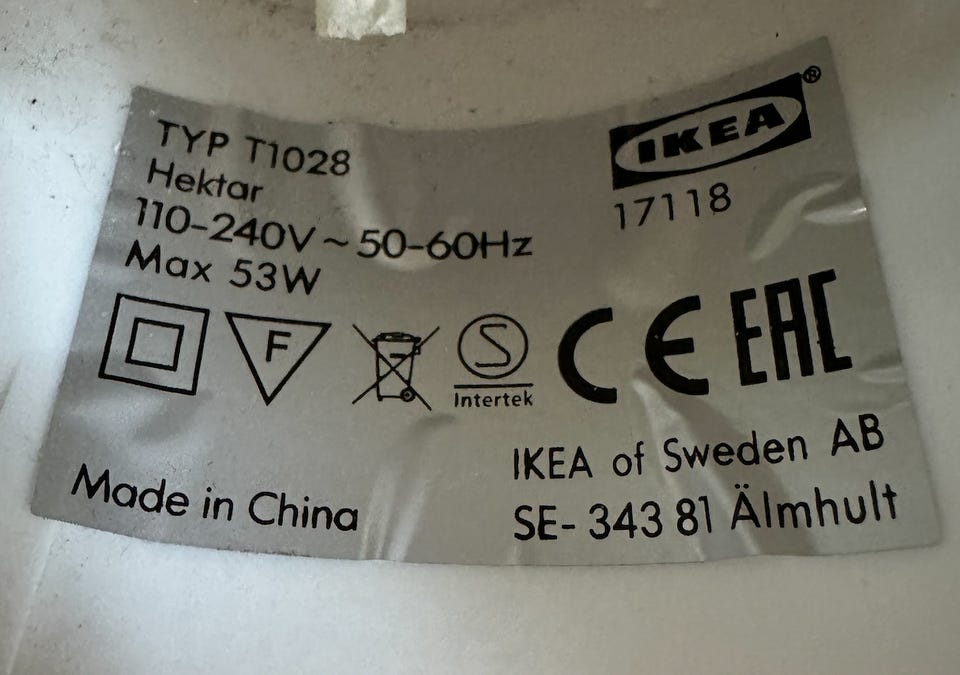 TYP T1028
Hektar
110-240V ~ 50-60Hz
Max 53W
IKEA®
17118
F
S
Intertek
CE
EAC
Made in China
IKEA of Sweden AB
SE- 343 81 Älmhult